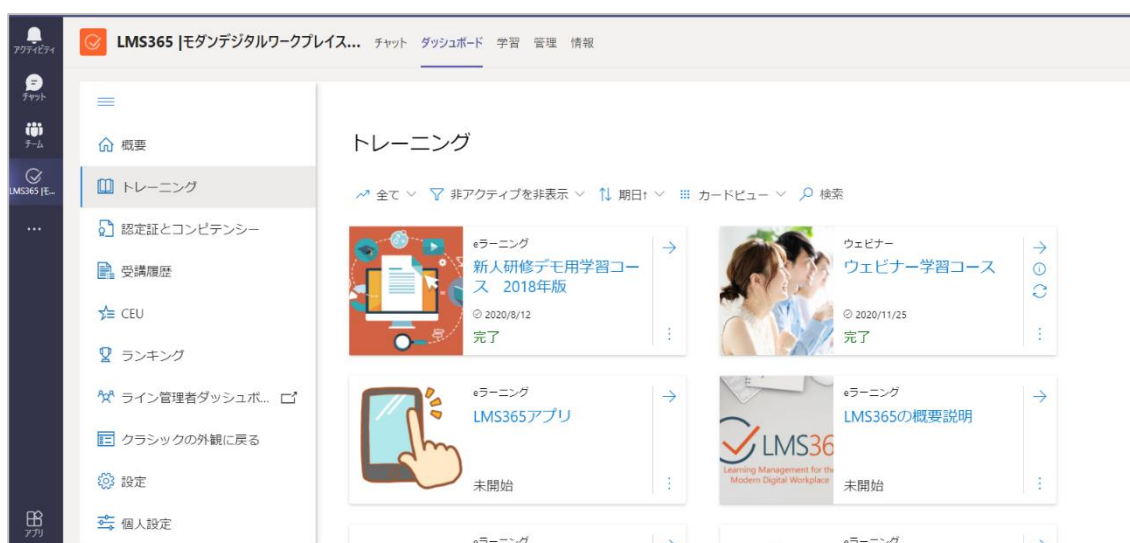 アクティビティ
チャット
チーム
LMS365 |モ...
...
アプリ
LMS365 |モダンデジタルワークプレイス... チャット ダッシュボード 学習 管理 情報
概要
トレーニング
認定証とコンピテンシー
受講履歴
CEU
ランキング
ライン管理者ダッシュボ...
クラシックの外観に戻る
設定
個人設定
トレーニング
全て 非アクティブを非表示 期日↑ カードビュー 検索
eラーニング
新人研修デモ用学習コー
ス 2018年版
2020/8/12
完了
ウェビナー
ウェビナー学習コース
2020/11/25
完了
eラーニング
LMS365アプリ
未開始
LMS36
Learning Management for the
Modern Digital Workplace
eラーニング
LMS365の概要説明
未開始
eラーニング
eラーニング